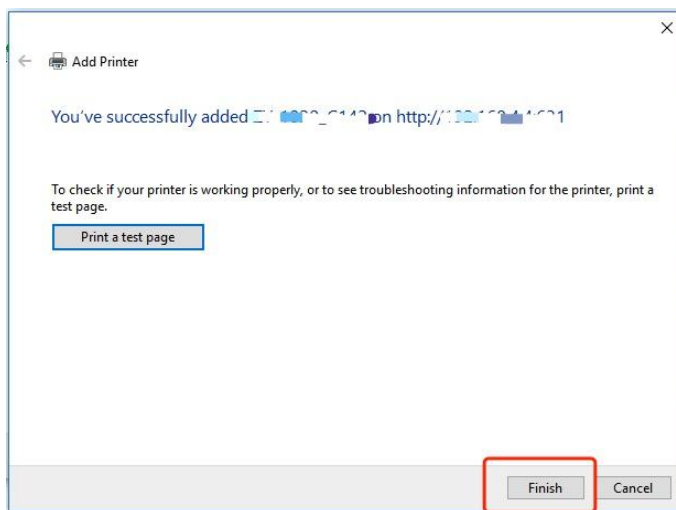 Add Printer
You've successfully added on http://
To check if your printer is working properly, or to see troubleshooting information for the printer, print a
test page.
Print a test page
Finish
Cancel